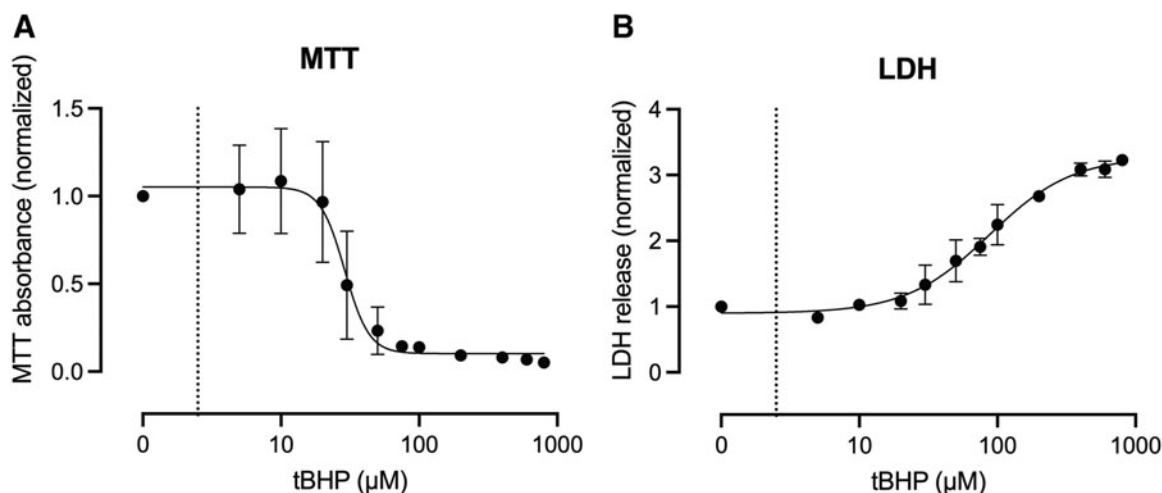 A
MTT
MTT absorbance (normalized)
1.5
1.0
0.5
0.0
0 10 100 1000
tBHP (µM)
B
LDH
LDH release (normalized)
4
3
2
1
0
0 10 100 1000
tBHP (µM)